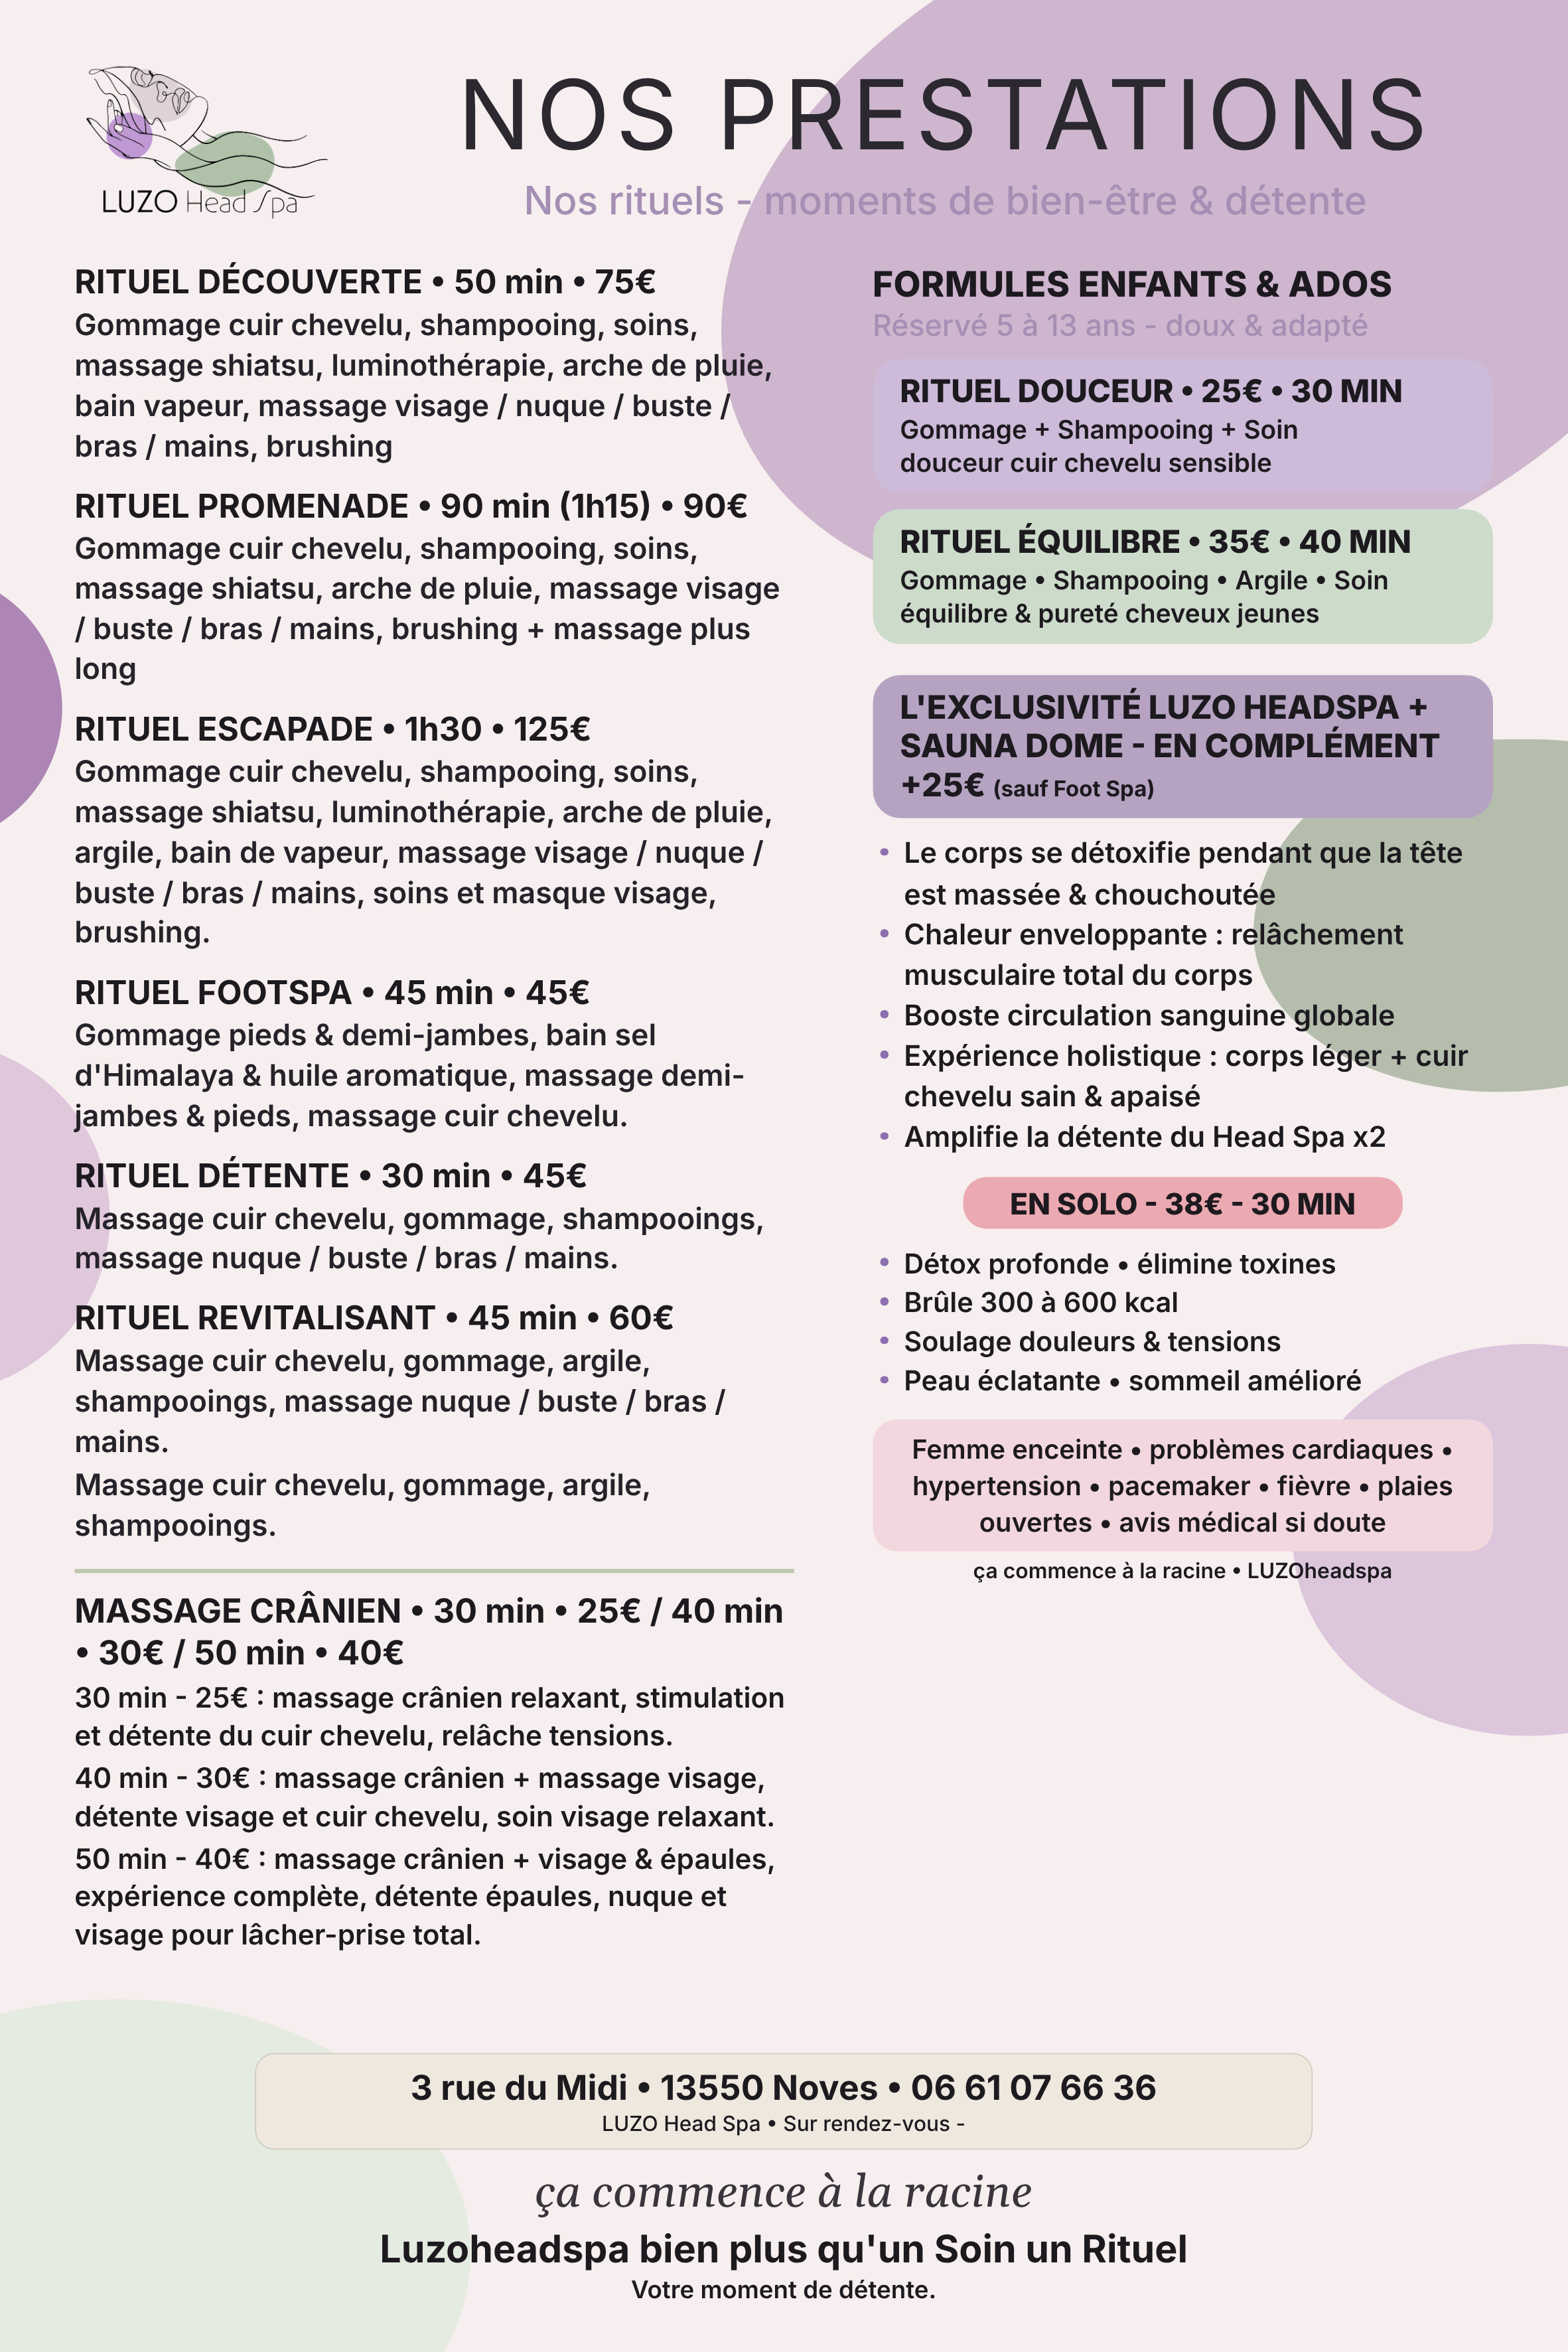 LUZO Head Spa
NOS PRESTATIONS
Nos rituels - moments de bien-être & détente
RITUEL DÉCOUVERTE • 50 min • 75€
Gommage cuir chevelu, shampooing, soins,
massage shiatsu, luminothérapie, arche de pluie,
bain vapeur, massage visage / nuque / buste /
bras / mains, brushing
RITUEL PROMENADE • 90 min (1h15) • 90€
Gommage cuir chevelu, shampooing, soins,
massage shiatsu, arche de pluie, massage visage
/ buste / bras / mains, brushing + massage plus
long
RITUEL ESCAPADE • 1h30 • 125€
Gommage cuir chevelu, shampooing, soins,
massage shiatsu, luminothérapie, arche de pluie,
argile, bain de vapeur, massage visage / nuque /
buste / bras / mains, soins et masque visage,
brushing.
RITUEL FOOTSPA • 45 min • 45€
Gommage pieds & demi-jambes, bain sel
d'Himalaya & huile aromatique, massage demi-
jambes & pieds, massage cuir chevelu.
RITUEL DÉTENTE • 30 min • 45€
Massage cuir chevelu, gommage, shampooings,
massage nuque / buste / bras / mains.
RITUEL REVITALISANT • 45 min • 60€
Massage cuir chevelu, gommage, argile,
shampooings, massage nuque / buste / bras /
mains.
Massage cuir chevelu, gommage, argile,
shampooings.
MASSAGE CRÂNIEN • 30 min • 25€ / 40 min
• 30€ / 50 min • 40€
30 min - 25€ : massage crânien relaxant, stimulation
et détente du cuir chevelu, relâche tensions.
40 min - 30€ : massage crânien + massage visage,
détente visage et cuir chevelu, soin visage relaxant.
50 min - 40€ : massage crânien + visage & épaules,
expérience complète, détente épaules, nuque et
visage pour lâcher-prise total.
FORMULES ENFANTS & ADOS
Réservé 5 à 13 ans - doux & adapté
RITUEL DOUCEUR • 25€ • 30 MIN
Gommage + Shampooing + Soin
douceur cuir chevelu sensible
RITUEL ÉQUILIBRE • 35€ • 40 MIN
Gommage • Shampooing • Argile • Soin
équilibre & pureté cheveux jeunes
L'EXCLUSIVITÉ LUZO HEADSPA +
SAUNA DOME - EN COMPLÉMENT
+25€ (sauf Foot Spa)
• Le corps se détoxifie pendant que la tête
est massée & chouchoutée
• Chaleur enveloppante : relâchement
musculaire total du corps
• Booste circulation sanguine globale
• Expérience holistique : corps léger + cuir
chevelu sain & apaisé
• Amplifie la détente du Head Spa x2
EN SOLO - 38€ - 30 MIN
• Détox profonde • élimine toxines
• Brûle 300 à 600 kcal
• Soulage douleurs & tensions
• Peau éclatante • sommeil amélioré
Femme enceinte • problèmes cardiaques •
hypertension • pacemaker • fièvre • plaies
ouvertes • avis médical si doute
ça commence à la racine • LUZOheadspa
3 rue du Midi • 13550 Noves • 06 61 07 66 36
LUZO Head Spa • Sur rendez-vous -
ça commence à la racine
Luzoheadspa bien plus qu'un Soin un Rituel
Votre moment de détente.